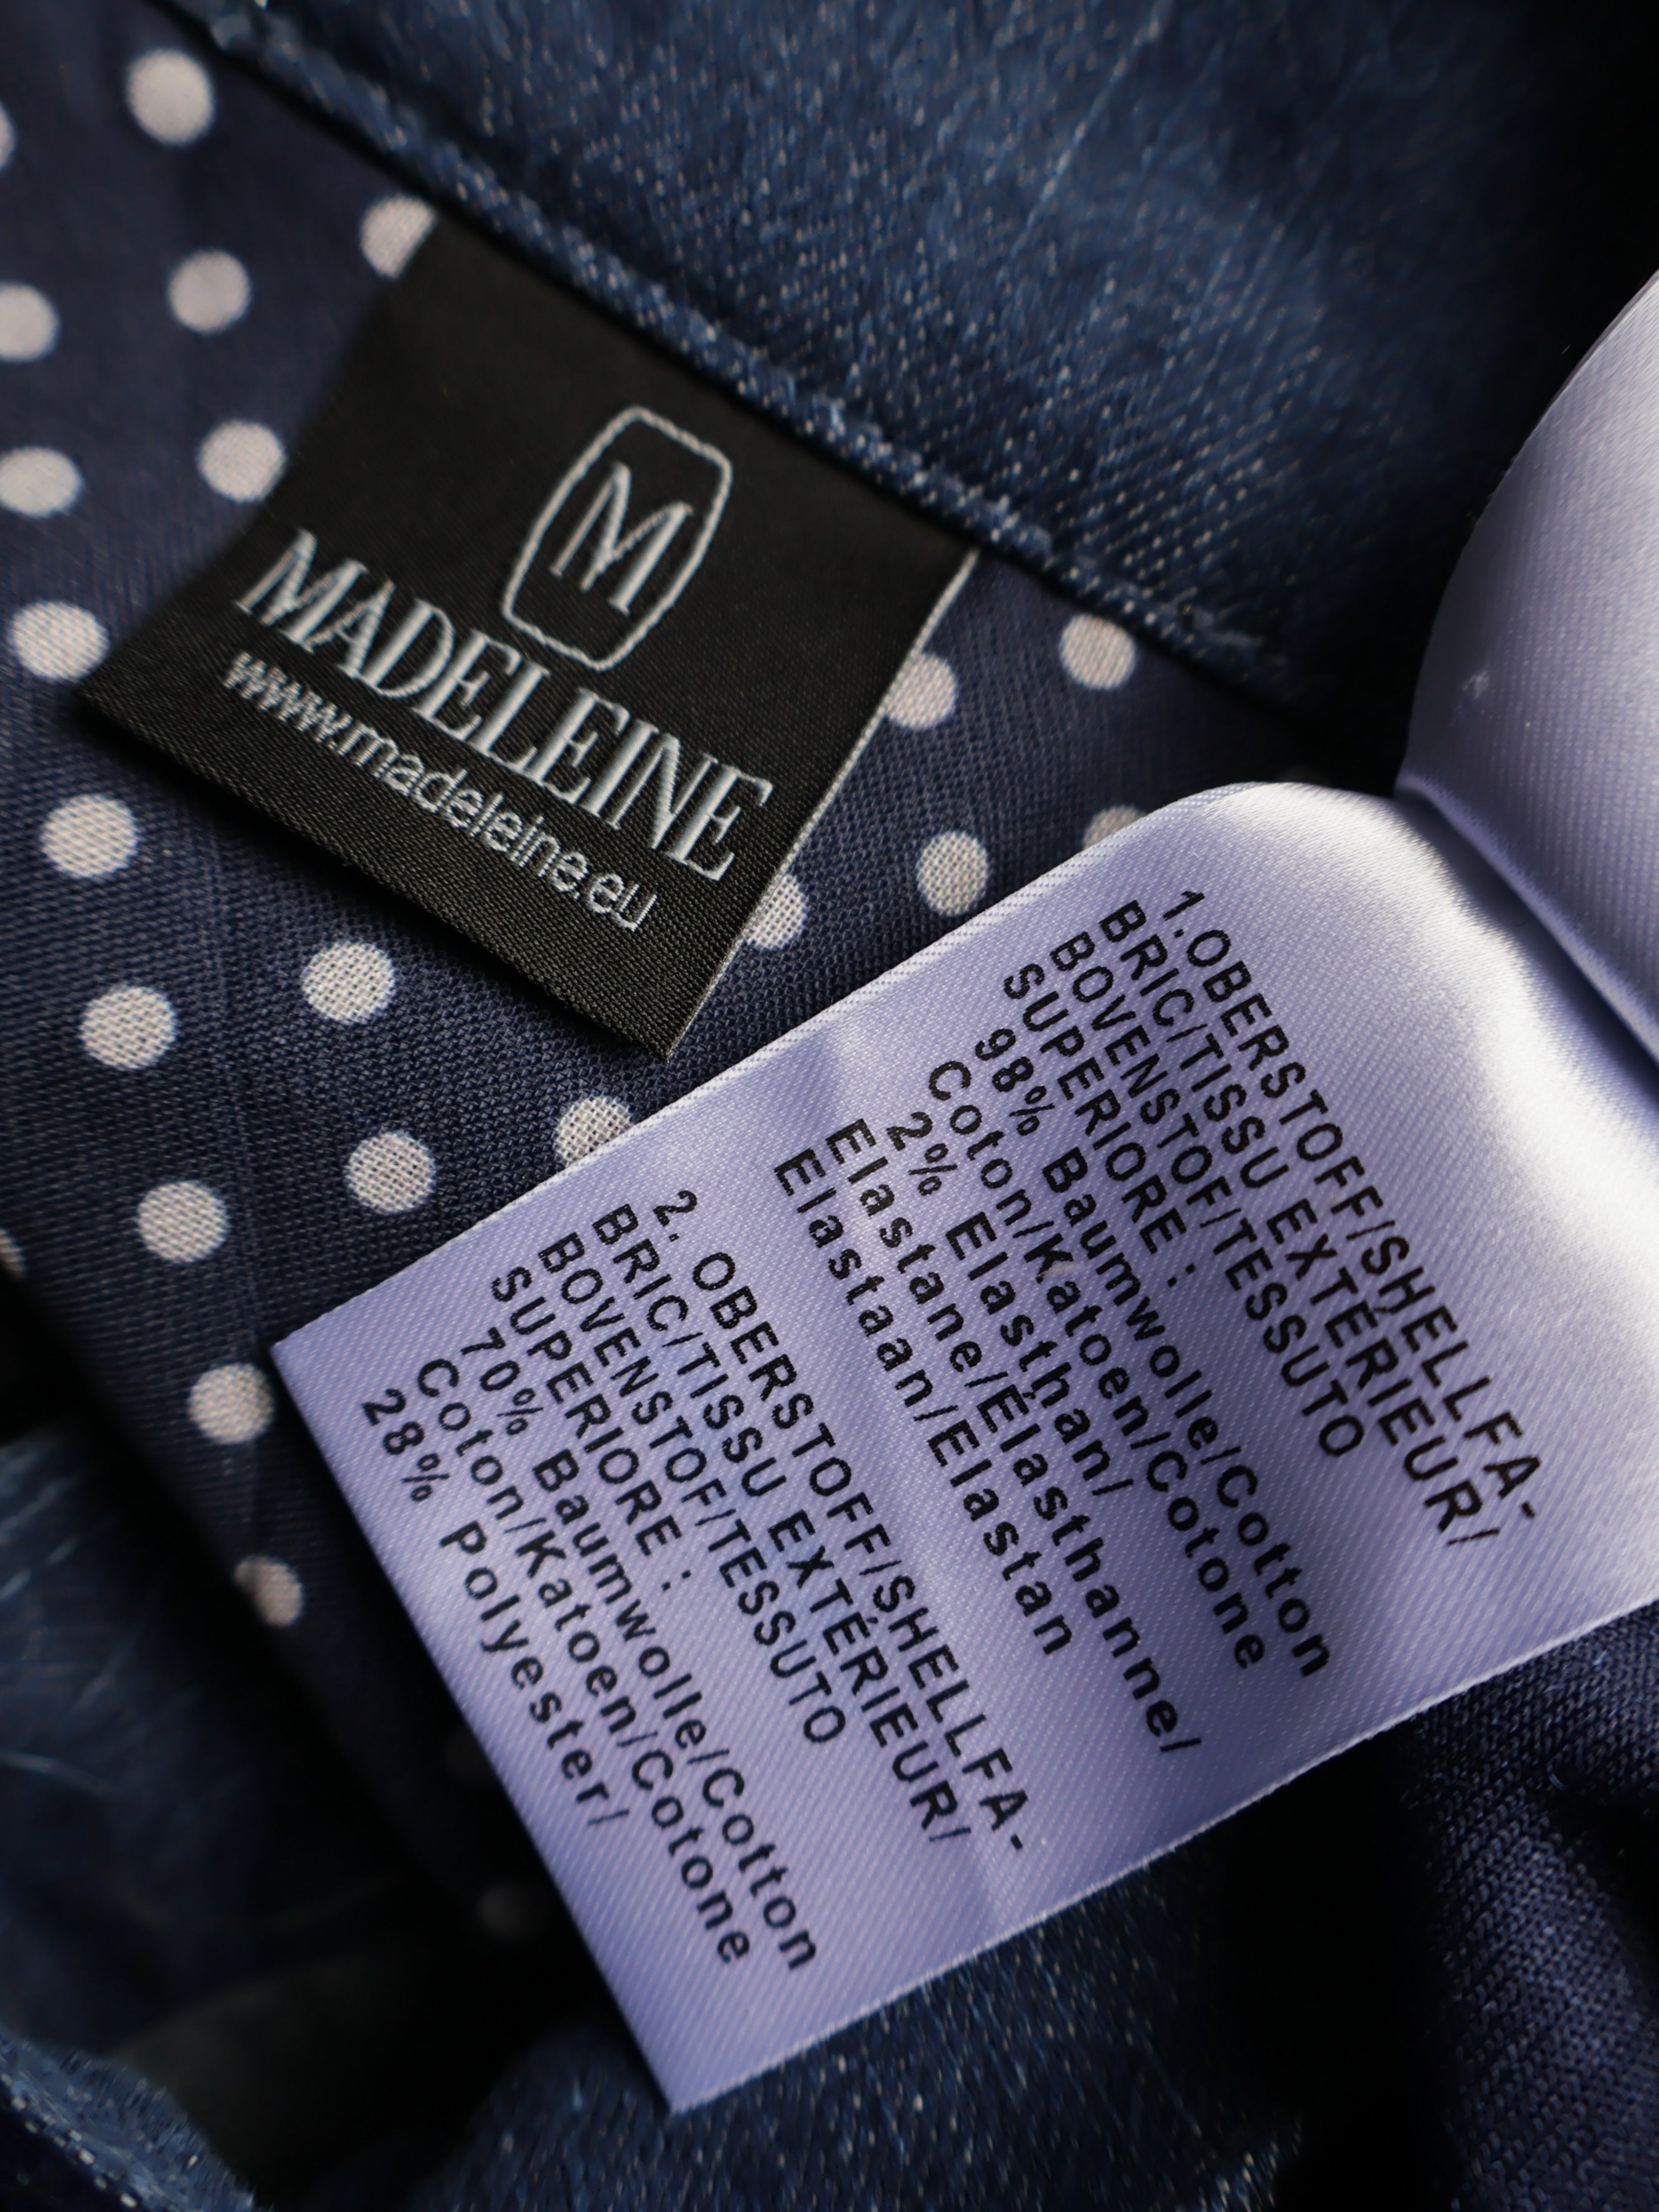 M
MADELEINE
www.madeleine.eu
1.OBERSTOFF/SHELLFA-
BRIC/TISSU EXTÉRIEUR/
BOVENSTOF/TESSUTO
SUPERIORE :
98% Baumwolle/Cotton
Coton/Katoen/Cotone
2% Elasthan/
Elastane/Élasthanne/
Elastaan/Elastan
2. OBERSTOFF/SHELLFA-
BRIC/TISSU EXTÉRIEUR/
BOVENSTOF/TESSUTO
SUPERIORE :
70% Baumwolle/Cotton
Coton/Katoen/Cotone
28% Polyester/